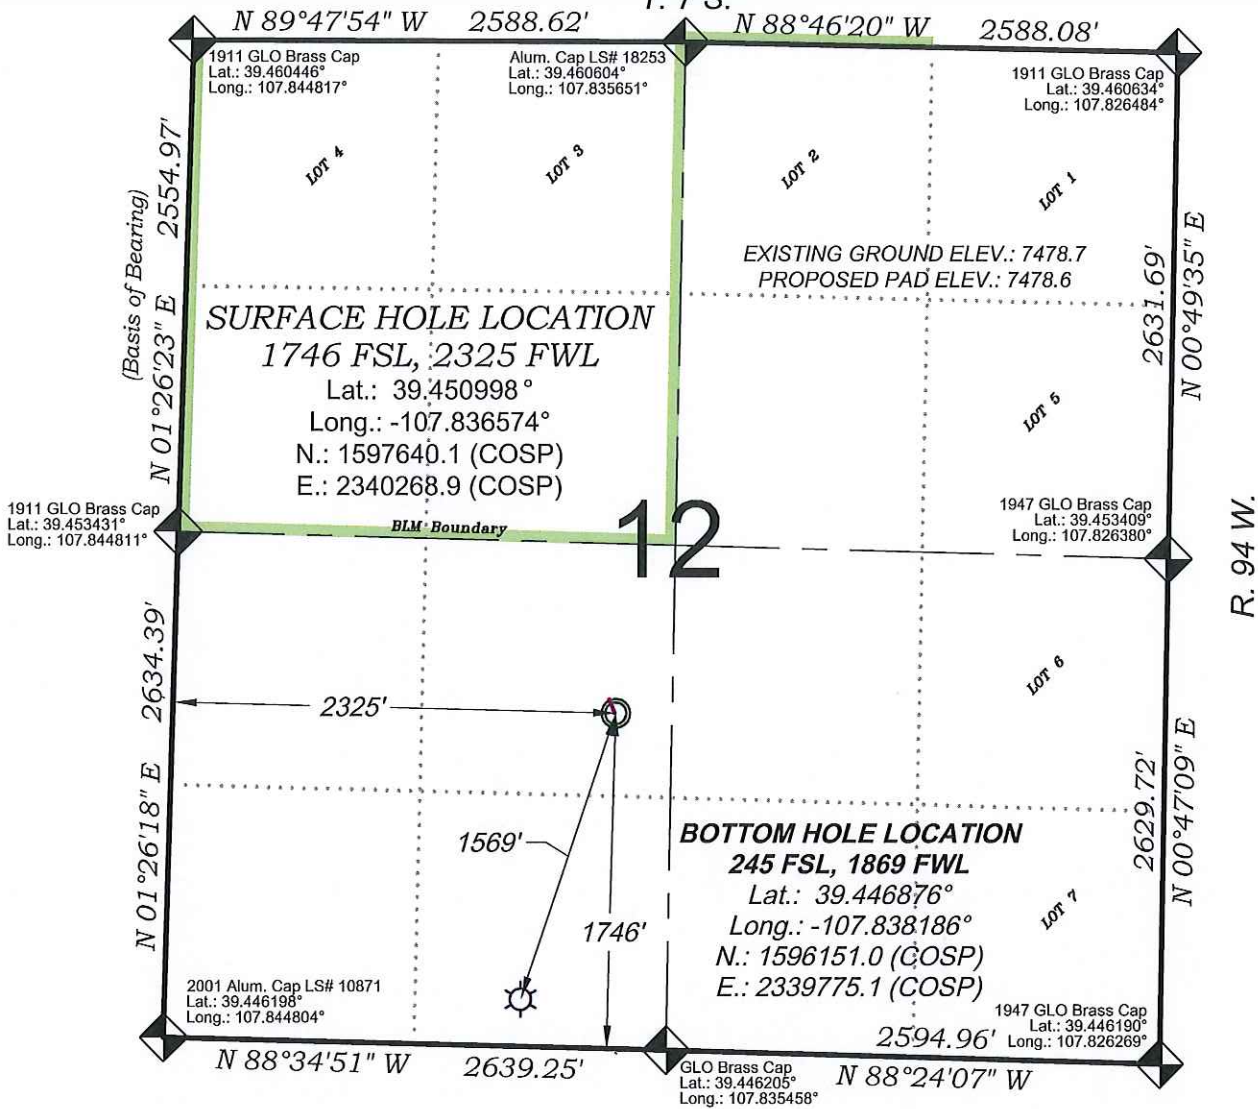 T. 7 S.
N 89°47'54" W 2588.62'
N 88°46'20" W 2588.08'
1911 GLO Brass Cap
Lat.: 39.460446°
Long.: 107.844817°
Alum. Cap LS# 18253
Lat.: 39.460604°
Long.: 107.835651°
1911 GLO Brass Cap
Lat.: 39.460634°
Long.: 107.826484°
LOT 4
LOT 3
LOT 2
LOT 1
N 01°26'23" E 2554.97'
(Basis of Bearing)
EXISTING GROUND ELEV.: 7478.7
PROPOSED PAD ELEV.: 7478.6
2631.69'
N 00°49'35" E
SURFACE HOLE LOCATION
1746 FSL, 2325 FWL
Lat.: 39.450998°
Long.: -107.836574°
N.: 1597640.1 (COSP)
E.: 2340268.9 (COSP)
LOT 5
1911 GLO Brass Cap
Lat.: 39.453431°
Long.: 107.844811°
BLM Boundary
12
1947 GLO Brass Cap
Lat.: 39.453409°
Long.: 107.826380°
R. 94 W.
LOT 6
N 01°26'18" E 2634.39'
2325'
1569'
1746'
2629.72'
N 00°47'09" E
BOTTOM HOLE LOCATION
245 FSL, 1869 FWL
Lat.: 39.446876°
Long.: -107.838186°
N.: 1596151.0 (COSP)
E.: 2339775.1 (COSP)
LOT 7
2001 Alum. Cap LS# 10871
Lat.: 39.446198°
Long.: 107.844804°
1947 GLO Brass Cap
Lat.: 39.446190°
Long.: 107.826269°
N 88°34'51" W 2639.25'
GLO Brass Cap
Lat.: 39.446205°
Long.: 107.835458°
2594.96'
N 88°24'07" W